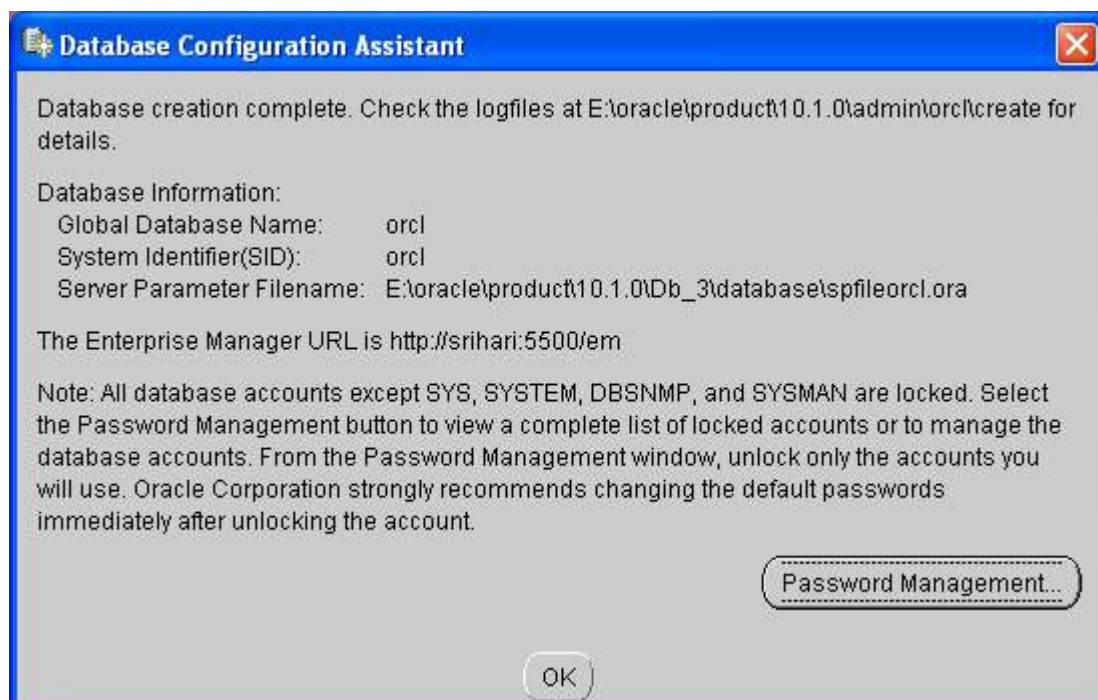 Database Configuration Assistant
Database creation complete. Check the logfiles at E:\oracle\product\10.1.0\admin\orcl\create for
details.
Database Information:
Global Database Name: orcl
System Identifier(SID): orcl
Server Parameter Filename: E:\oracle\product\10.1.0\Db_3\database\spfileorcl.ora
The Enterprise Manager URL is http://srihari:5500/em
Note: All database accounts except SYS, SYSTEM, DBSNMP, and SYSMAN are locked. Select
the Password Management button to view a complete list of locked accounts or to manage the
database accounts. From the Password Management window, unlock only the accounts you
will use. Oracle Corporation strongly recommends changing the default passwords
immediately after unlocking the account.
Password Management...
OK